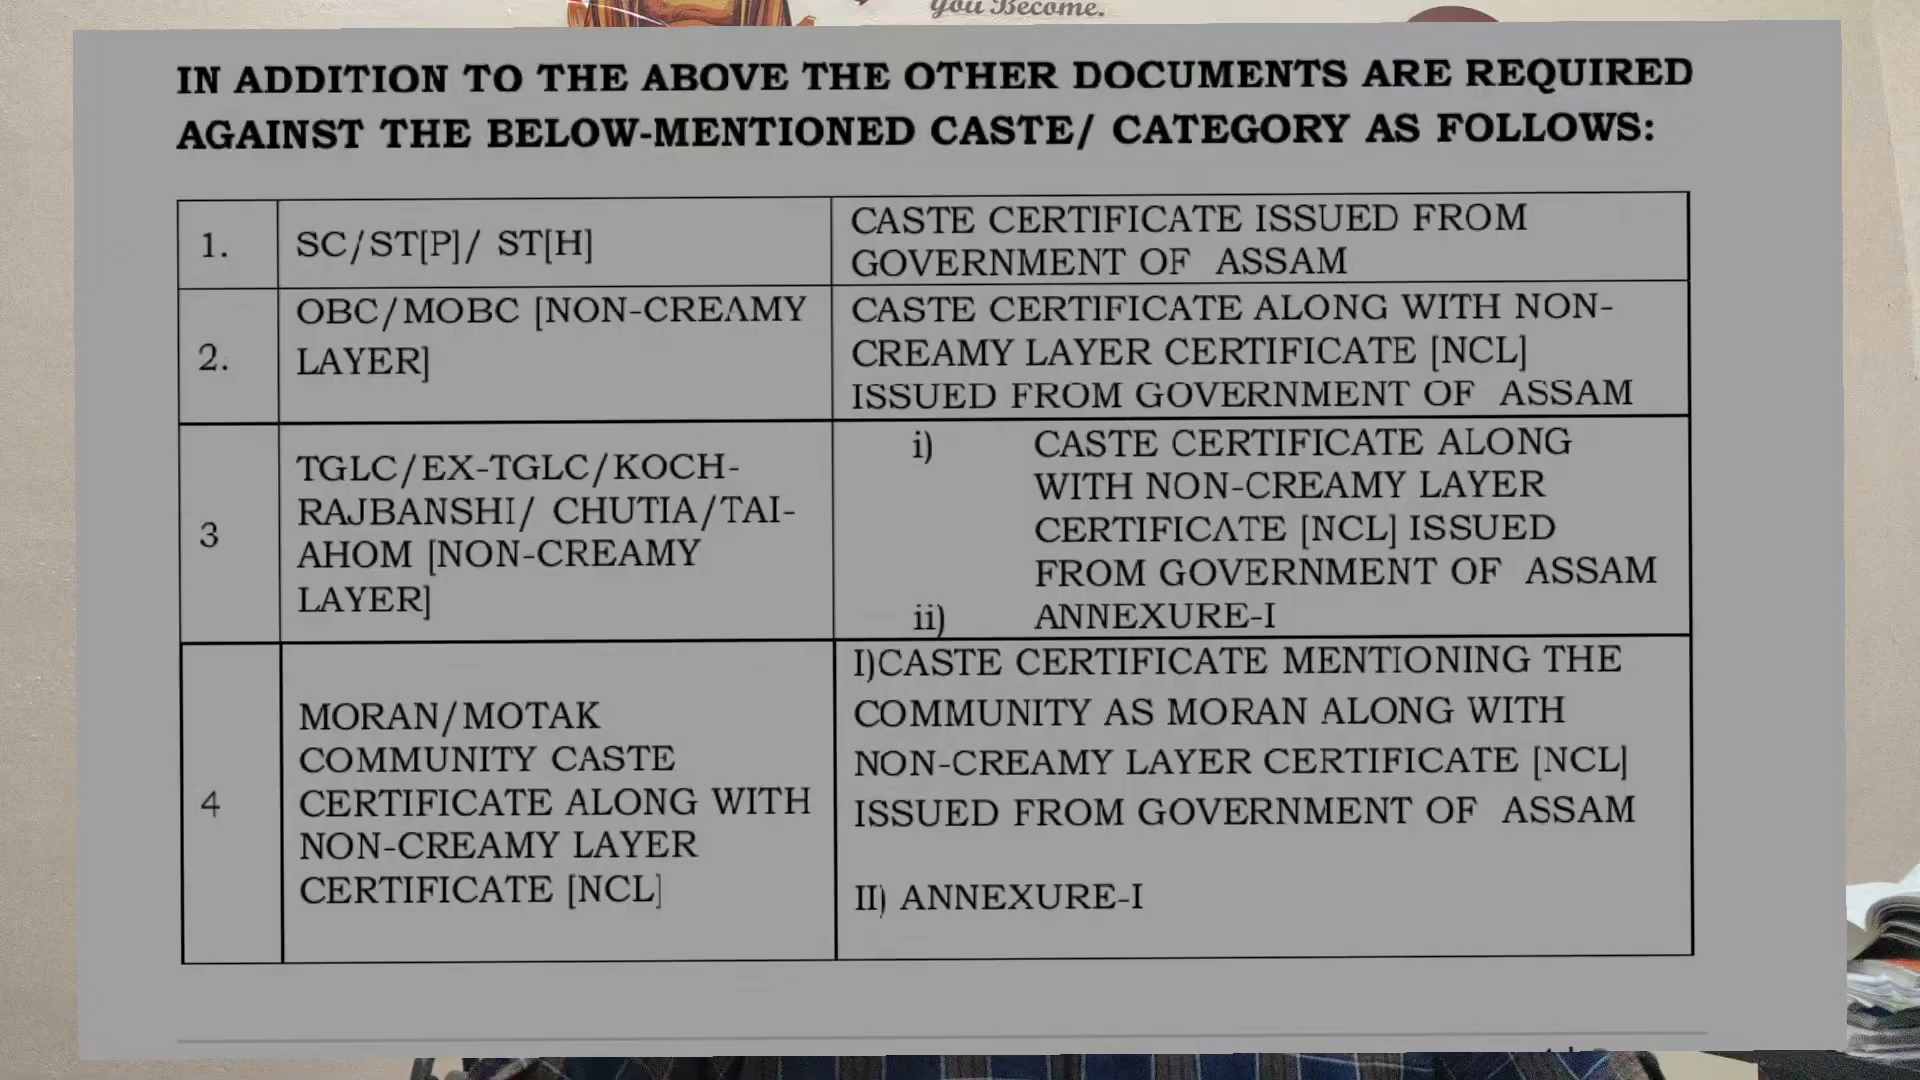 you Become.
IN ADDITION TO THE ABOVE THE OTHER DOCUMENTS ARE REQUIRED
AGAINST THE BELOW-MENTIONED CASTE/ CATEGORY AS FOLLOWS:
1.
SC/ST[P]/ ST[H]
CASTE CERTIFICATE ISSUED FROM
GOVERNMENT OF ASSAM
2.
OBC/MOBC [NON-CREAMY
LAYER]
CASTE CERTIFICATE ALONG WITH NON-
CREAMY LAYER CERTIFICATE [NCL]
ISSUED FROM GOVERNMENT OF ASSAM
3
TGLC/EX-TGLC/KOCH-
RAJBANSHI/ CHUTIA/TAI-
AHOM [NON-CREAMY
LAYER]
i) CASTE CERTIFICATE ALONG
WITH NON-CREAMY LAYER
CERTIFICATE [NCL] ISSUED
FROM GOVERNMENT OF ASSAM
ii) ANNEXURE-I
4
MORAN/MOTAK
COMMUNITY CASTE
CERTIFICATE ALONG WITH
NON-CREAMY LAYER
CERTIFICATE [NCL]
I)CASTE CERTIFICATE MENTIONING THE
COMMUNITY AS MORAN ALONG WITH
NON-CREAMY LAYER CERTIFICATE [NCL]
ISSUED FROM GOVERNMENT OF ASSAM
II) ANNEXURE-I